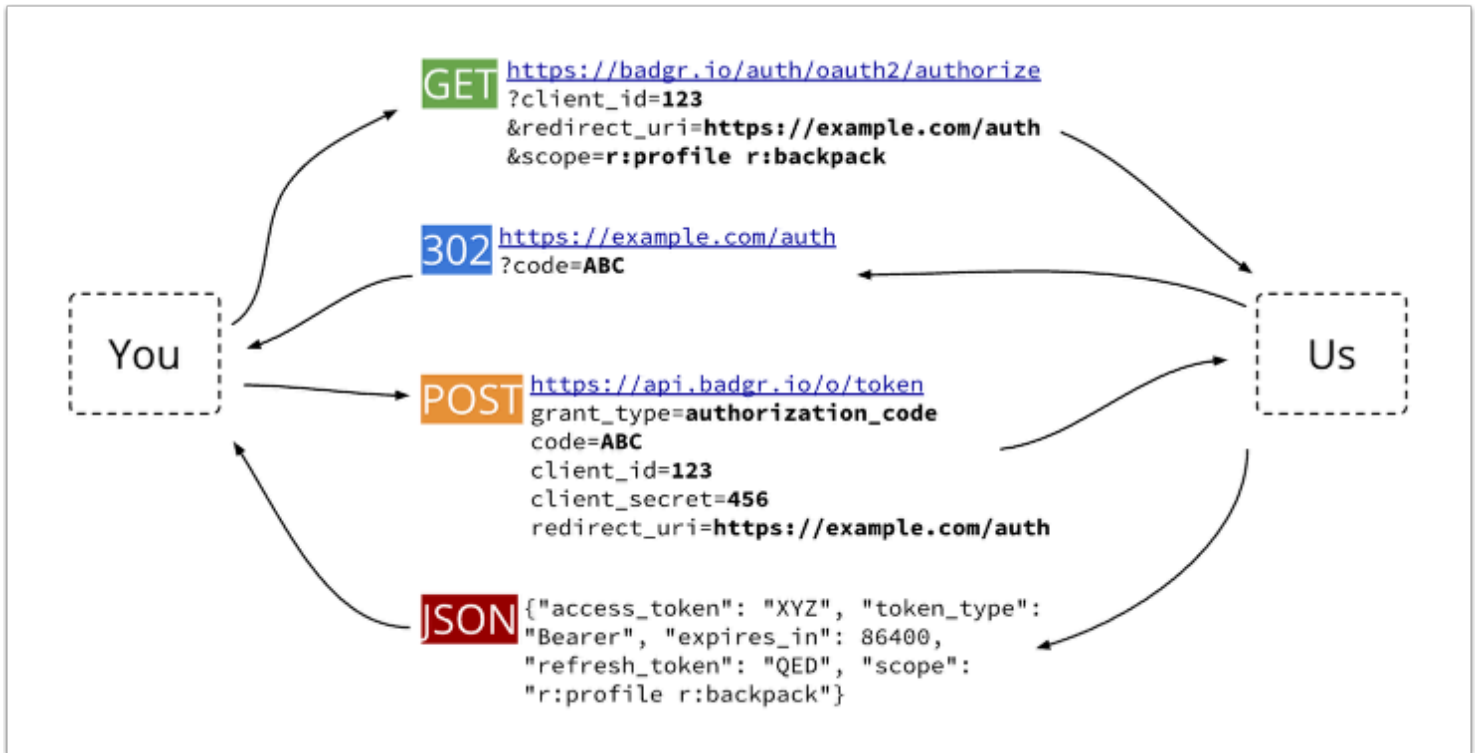 GET https://badgr.io/auth/oauth2/authorize
?client_id=123
&redirect_uri=https://example.com/auth
&scope=r:profile r:backpack
302 https://example.com/auth
?code=ABC
You
Us
POST https://api.badgr.io/o/token
grant_type=authorization_code
code=ABC
client_id=123
client_secret=456
redirect_uri=https://example.com/auth
JSON {"access_token": "XYZ", "token_type":
"Bearer", "expires_in": 86400,
"refresh_token": "QED", "scope":
"r:profile r:backpack"}